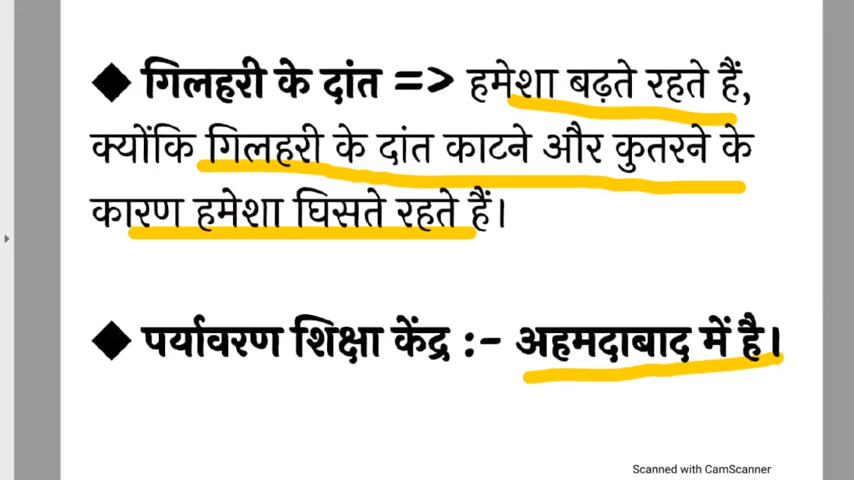 ◆ गिलहरी के दांत => हमेशा बढ़ते रहते हैं,
क्योंकि गिलहरी के दांत काटने और कुतरने के
कारण हमेशा घिसते रहते हैं।
◆ पर्यावरण शिक्षा केंद्र :- अहमदाबाद में है।
Scanned with CamScanner